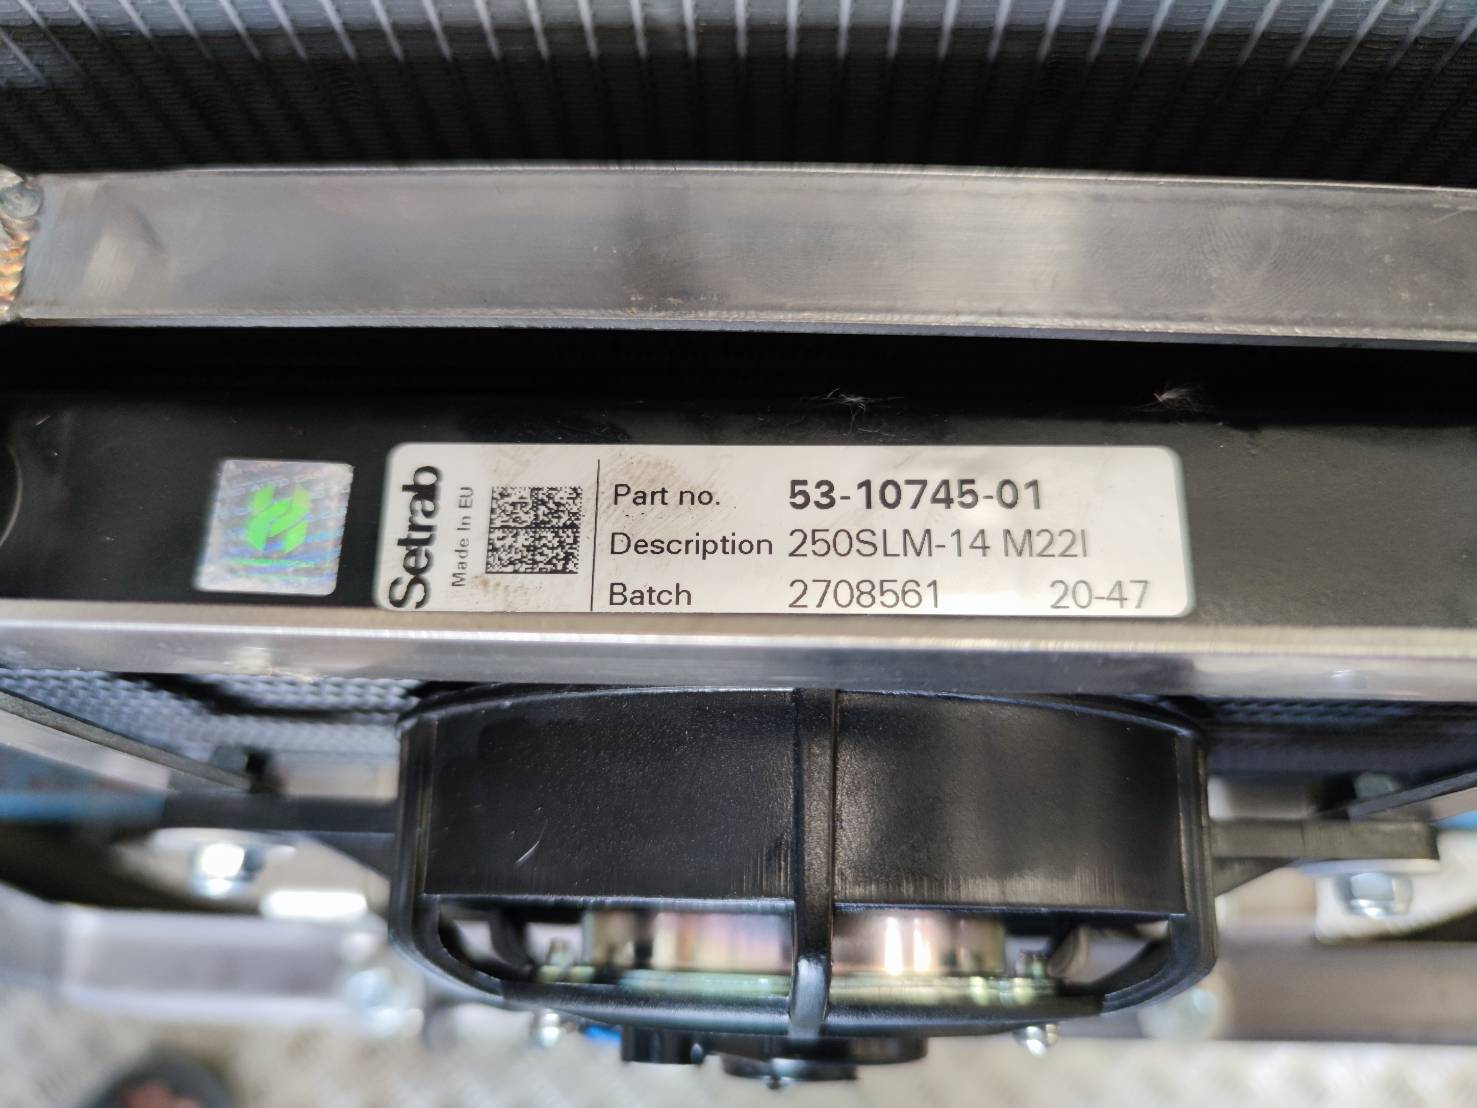 Setrab
Made In EU
Part no. 53-10745-01
Description 250SLM-14 M22I
Batch 2708561 20-47